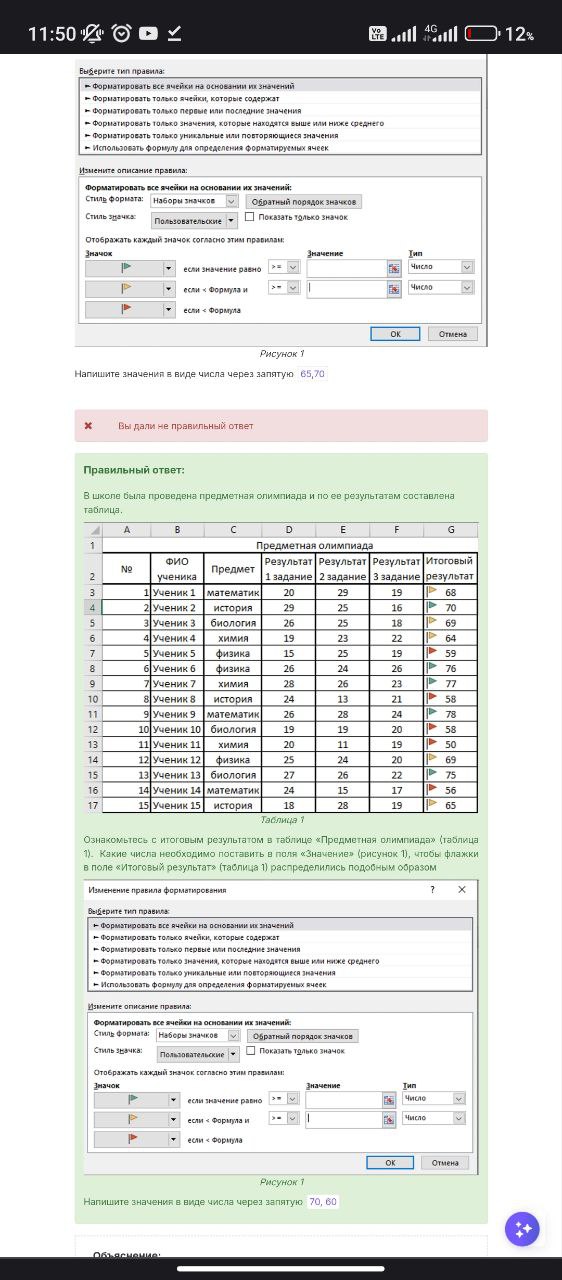 11:50
Vo LTE 4G 12%
Выберите тип правила:
► Форматировать все ячейки на основании их значений
► Форматировать только ячейки, которые содержат
► Форматировать только первые или последние значения
► Форматировать только значения, которые находятся выше или ниже среднего
► Форматировать только уникальные или повторяющиеся значения
► Использовать формулу для определения форматируемых ячеек
Измените описание правила:
Форматировать все ячейки на основании их значений:
Стиль формата: Наборы значков Обратный порядок значков
Стиль значка: Пользовательские Показать только значок
Отображать каждый значок согласно этим правилам:
Значок Значение Тип
если значение равно >= Число
если < Формула и >= Число
если < Формула
ОК Отмена
Рисунок 1
Напишите значения в виде числа через запятую 65,70
Вы дали не правильный ответ
Правильный ответ:
В школе была проведена предметная олимпиада и по ее результатам составлена
таблица.
A B C D E F G
1 Предметная олимпиада
2 № ФИО ученика Предмет Результат 1 задание Результат 2 задание Результат 3 задание Итоговый результат
3 1 Ученик 1 математик 20 29 19 68
4 2 Ученик 2 история 29 25 16 70
5 3 Ученик 3 биология 26 25 18 69
6 4 Ученик 4 химия 19 23 22 64
7 5 Ученик 5 физика 15 25 19 59
8 6 Ученик 6 физика 26 24 26 76
9 7 Ученик 7 химия 28 26 23 77
10 8 Ученик 8 история 24 13 21 58
11 9 Ученик 9 математик 26 28 24 78
12 10 Ученик 10 биология 19 19 20 58
13 11 Ученик 11 химия 20 11 19 50
14 12 Ученик 12 физика 25 24 20 69
15 13 Ученик 13 биология 27 26 22 75
16 14 Ученик 14 математик 24 15 17 56
17 15 Ученик 15 история 18 28 19 65
Таблица 1
Ознакомьтесь с итоговым результатом в таблице «Предметная олимпиада» (таблица
1). Какие числа необходимо поставить в поля «Значение» (рисунок 1), чтобы флажки
в поле «Итоговый результат» (таблица 1) распределились подобным образом
Изменение правила форматирования ? ×
Выберите тип правила:
► Форматировать все ячейки на основании их значений
► Форматировать только ячейки, которые содержат
► Форматировать только первые или последние значения
► Форматировать только значения, которые находятся выше или ниже среднего
► Форматировать только уникальные или повторяющиеся значения
► Использовать формулу для определения форматируемых ячеек
Измените описание правила:
Форматировать все ячейки на основании их значений:
Стиль формата: Наборы значков Обратный порядок значков
Стиль значка: Пользовательские Показать только значок
Отображать каждый значок согласно этим правилам:
Значок Значение Тип
если значение равно >= Число
если < Формула и >= Число
если < Формула
ОК Отмена
Рисунок 1
Напишите значения в виде числа через запятую 70, 60
Объяснение: